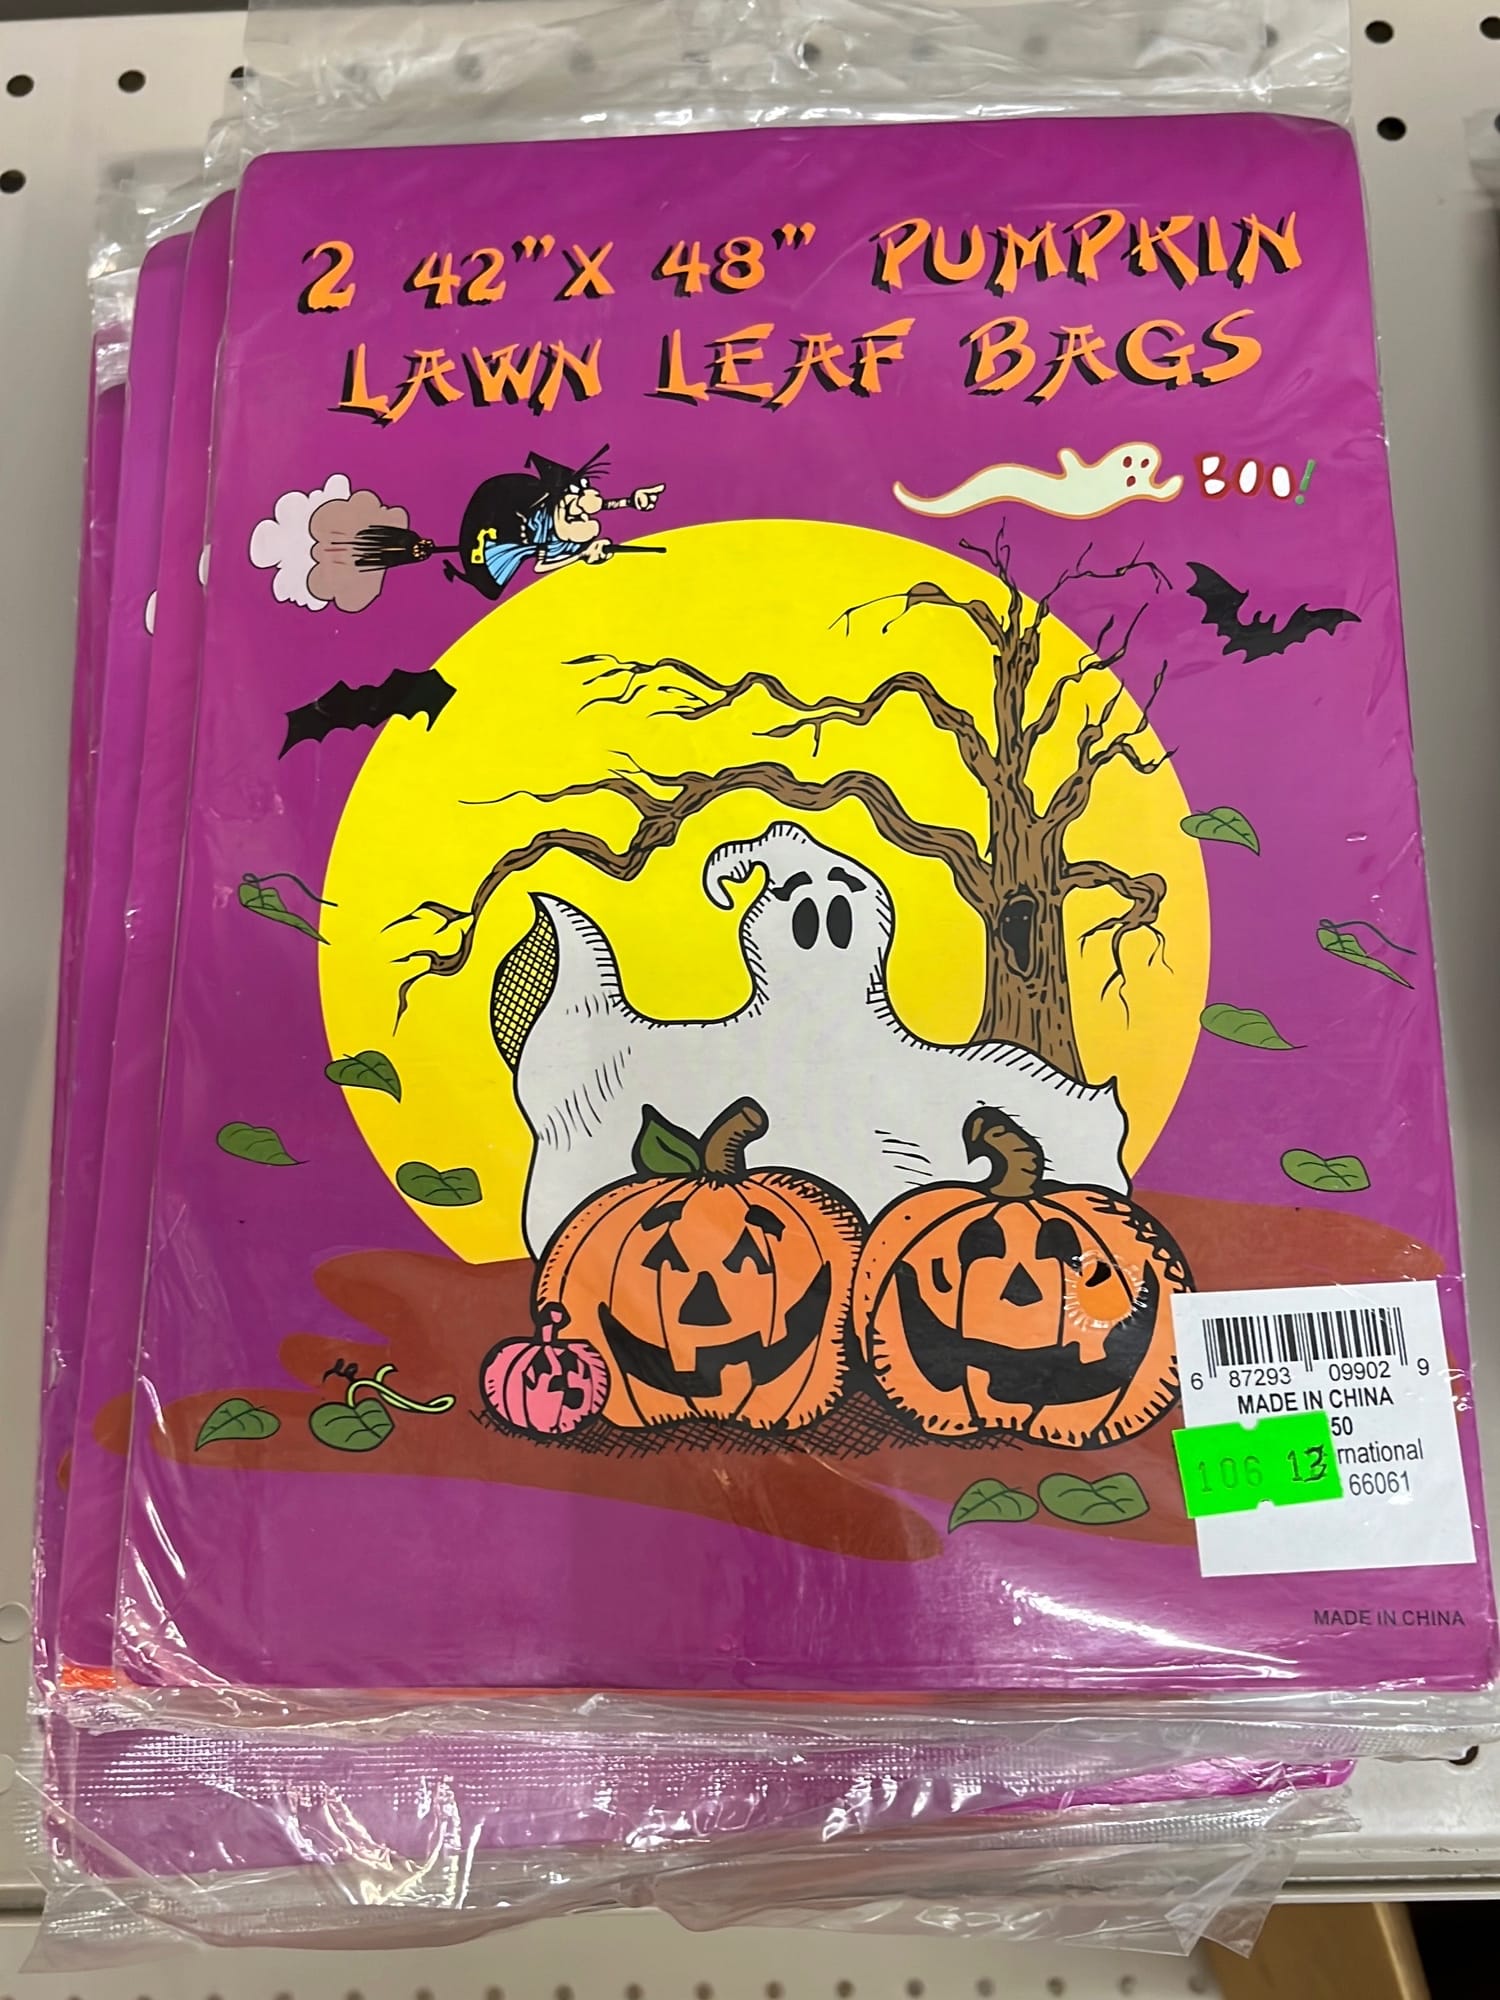 2 42" X 48" PUMPKIN
LAWN LEAF BAGS
BOO!
6 87293 09902 9
MADE IN CHINA
50
rnational
106 13
66061
MADE IN CHINA